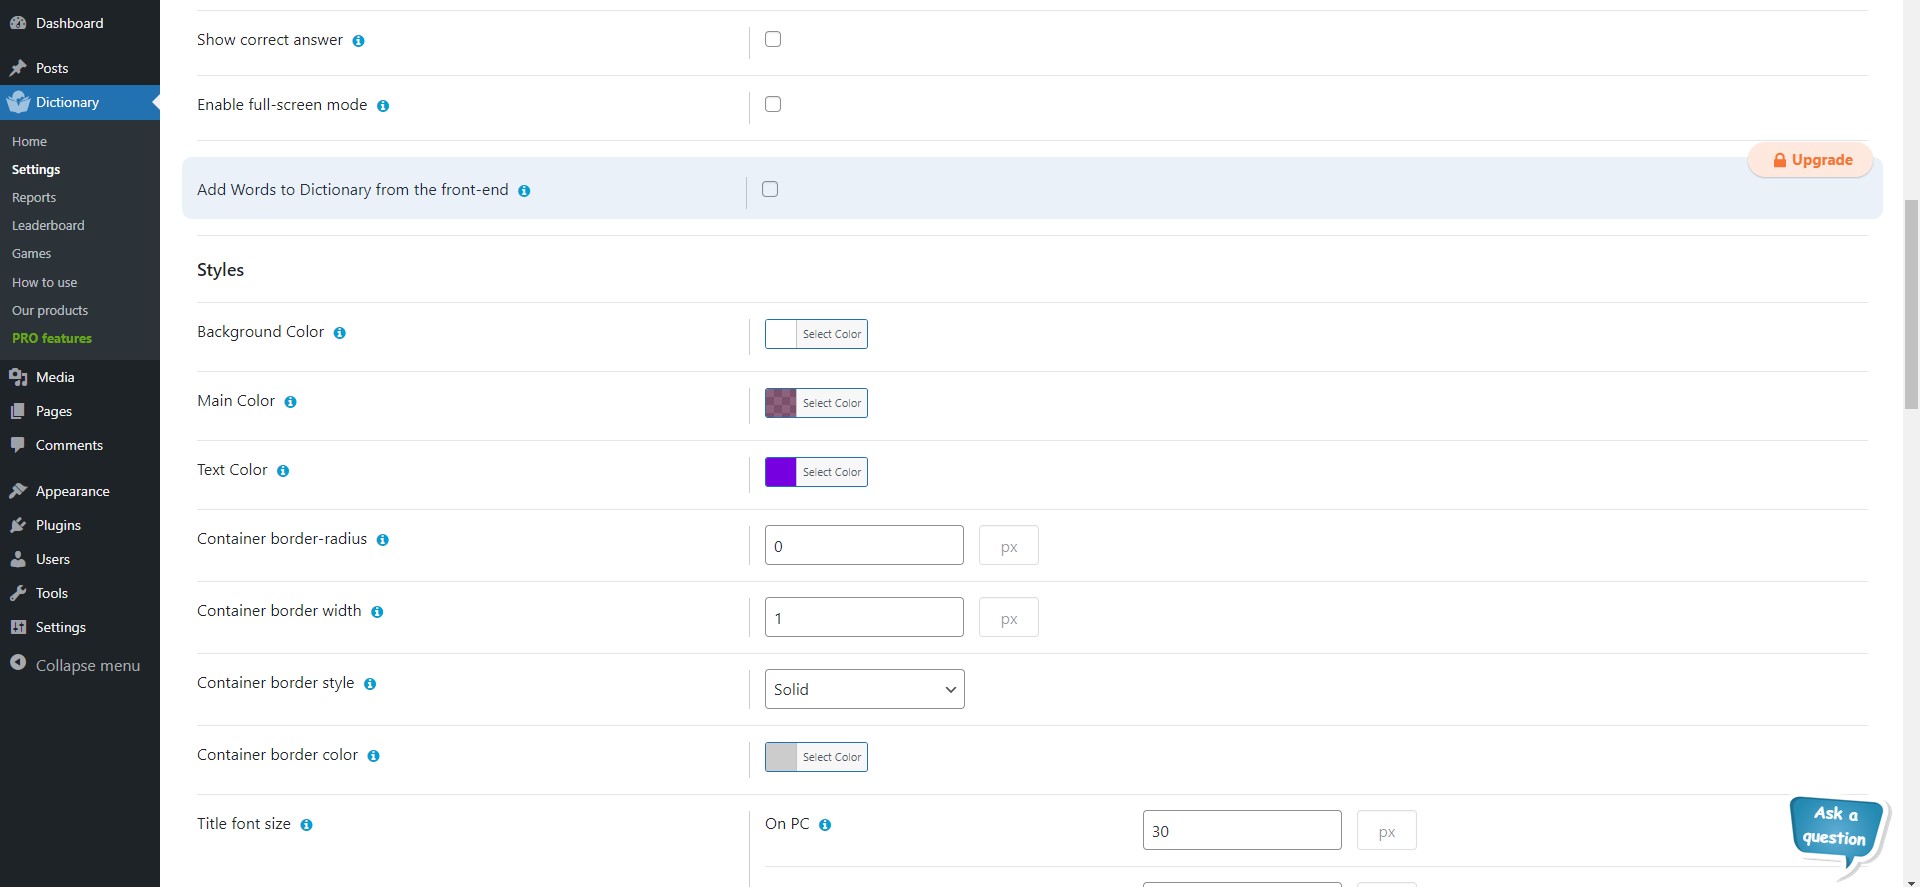 Dashboard
Posts
Dictionary
Home
Settings
Reports
Leaderboard
Games
How to use
Our products
PRO features
Media
Pages
Comments
Appearance
Plugins
Users
Tools
Settings
Collapse menu
Show correct answer
Enable full-screen mode
Upgrade
Add Words to Dictionary from the front-end
Styles
Background Color Select Color
Main Color Select Color
Text Color Select Color
Container border-radius 0 px
Container border width 1 px
Container border style Solid
Container border color Select Color
Title font size On PC 30 px
Ask a
question